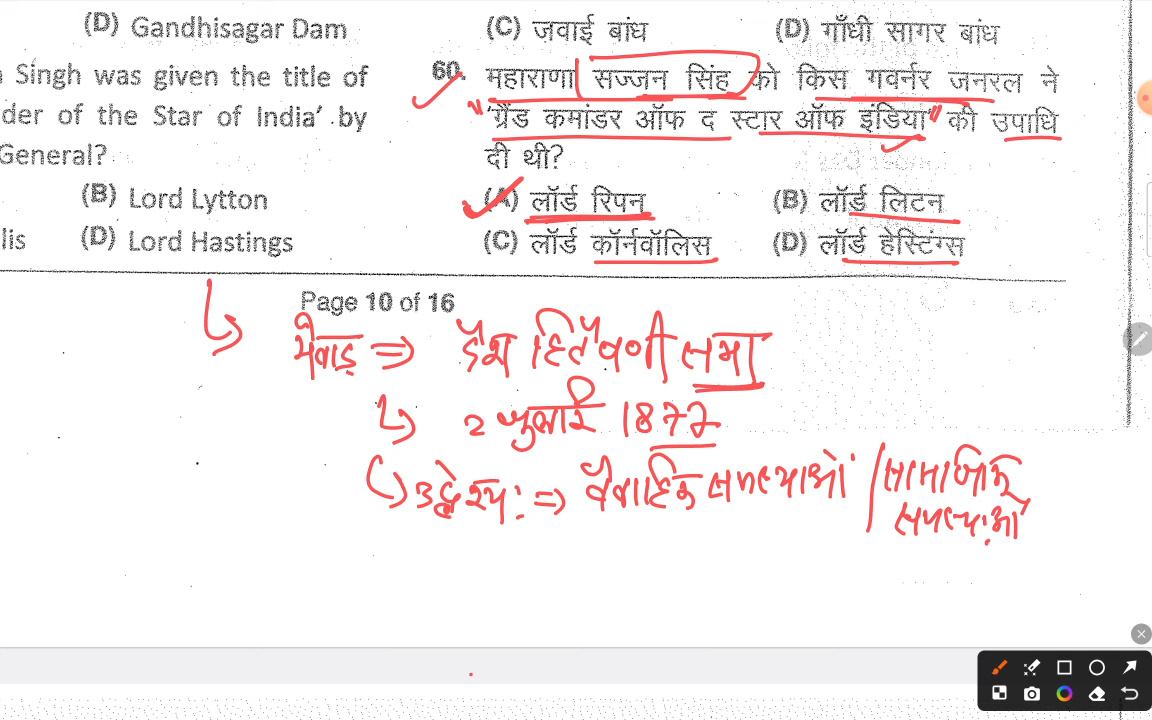 (D) Gandhisagar Dam
Singh was given the title of
der of the Star of India' by
General?
(B) Lord Lytton
lis (D) Lord Hastings
(C) जवाई बांध (D) गाँधी सागर बांध
60. महाराणा सज्जन सिंह को किस गवर्नर जनरल ने
"'ग्रैंड कमांडर ऑफ द स्टार ऑफ इंडिया'" की उपाधि
दी थी?
(A) लॉर्ड रिपन (B) लॉर्ड लिटन
(C) लॉर्ड कॉर्नवॉलिस (D) लॉर्ड हेस्टिंग्स
Page 10 of 16
मेवाड़ ⇒ देश हितैषणी सभा
2 जुलाई 1877
उद्देश्य: ⇒ वैवाहिक समस्याओं / सामाजिक
समस्याओं